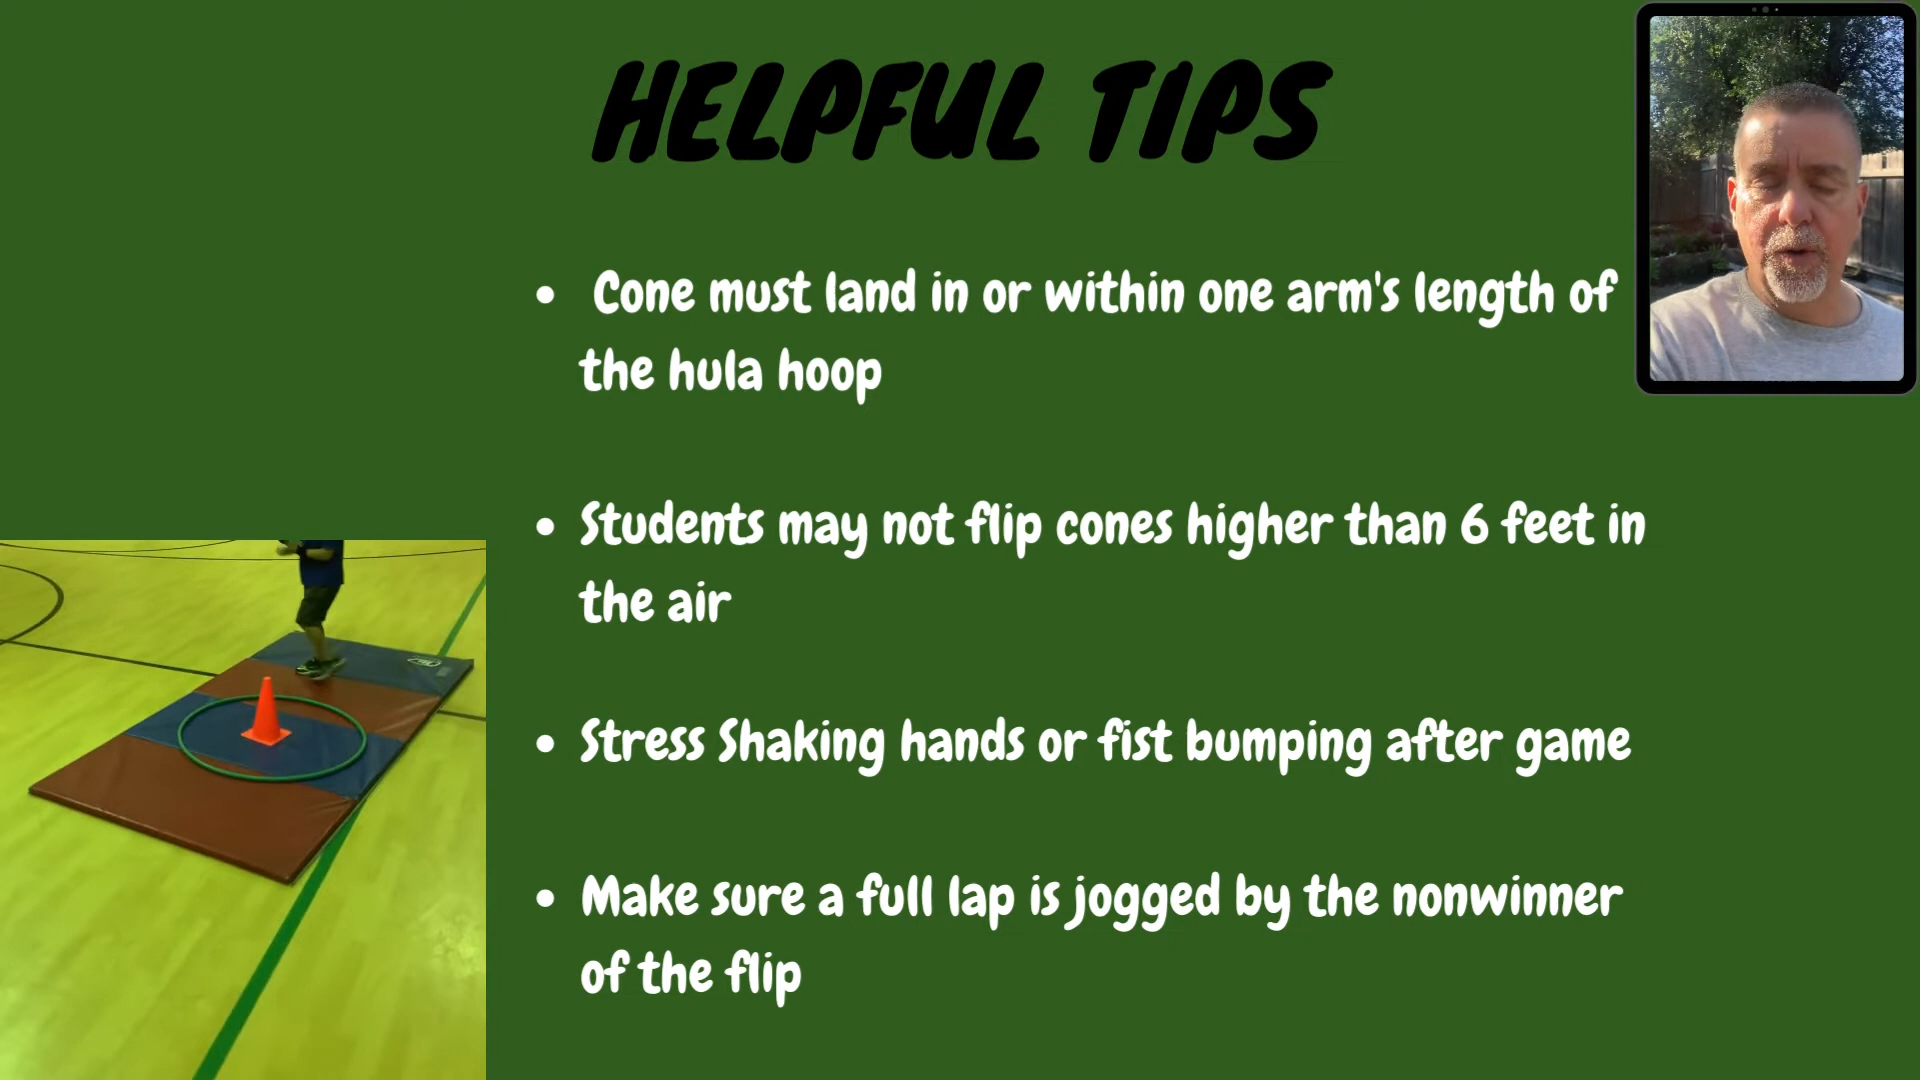 HELPFUL TIPS
• Cone must land in or within one arm's length of
the hula hoop
• Students may not flip cones higher than 6 feet in
the air
• Stress Shaking hands or fist bumping after game
• Make sure a full lap is jogged by the nonwinner
of the flip